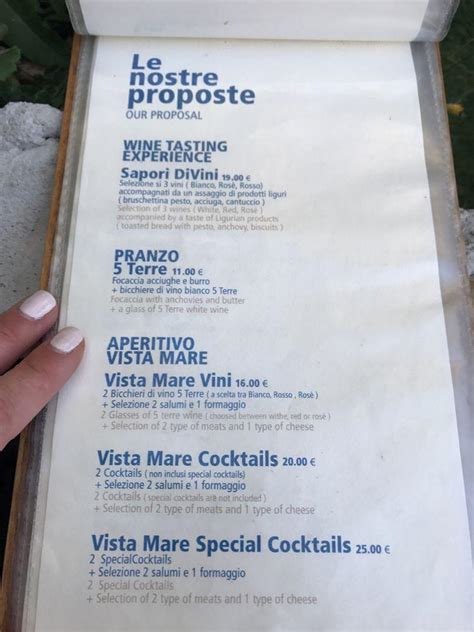 Le
nostre
proposte
OUR PROPOSAL
WINE TASTING
EXPERIENCE
Sapori DiVini 19.00 €
Selezione si 3 vini ( Bianco, Rosè, Rosso)
accompagnati da un assaggio di prodotti liguri
( bruschettina pesto, acciuga, cantuccio )
Selection of 3 wines ( White, Red, Rosè )
accompanied by a taste of Ligurian products
( toasted bread with pesto, anchovy, biscuits )
PRANZO
5 Terre 11.00 €
Focaccia acciughe e burro
+ bicchiere di vino bianco 5 Terre
Focaccia with anchovies and butter
+ a glass of 5 Terre white wine
APERITIVO
VISTA MARE
Vista Mare Vini 16.00 €
2 Bicchieri di vino 5 Terre ( a scelta tra Bianco, Rosso , Rosè )
+ Selezione 2 salumi e 1 formaggio
2 Glasses of 5 terre wine ( choosed between withe, red or rosè )
+ Selection of 2 type of meats and 1 type of cheese
Vista Mare Cocktails 20.00 €
2 Cocktails ( non inclusi special cocktails)
+ Selezione 2 salumi e 1 formaggio
2 Cocktails ( special cocktails are not included )
+ Selection of 2 type of meats and 1 type of cheese
Vista Mare Special Cocktails 25.00 €
2 SpecialCocktails
+ Selezione 2 salumi e 1 formaggio
2 Special Cocktails
+ Selection of 2 type of meats and 1 type of cheese